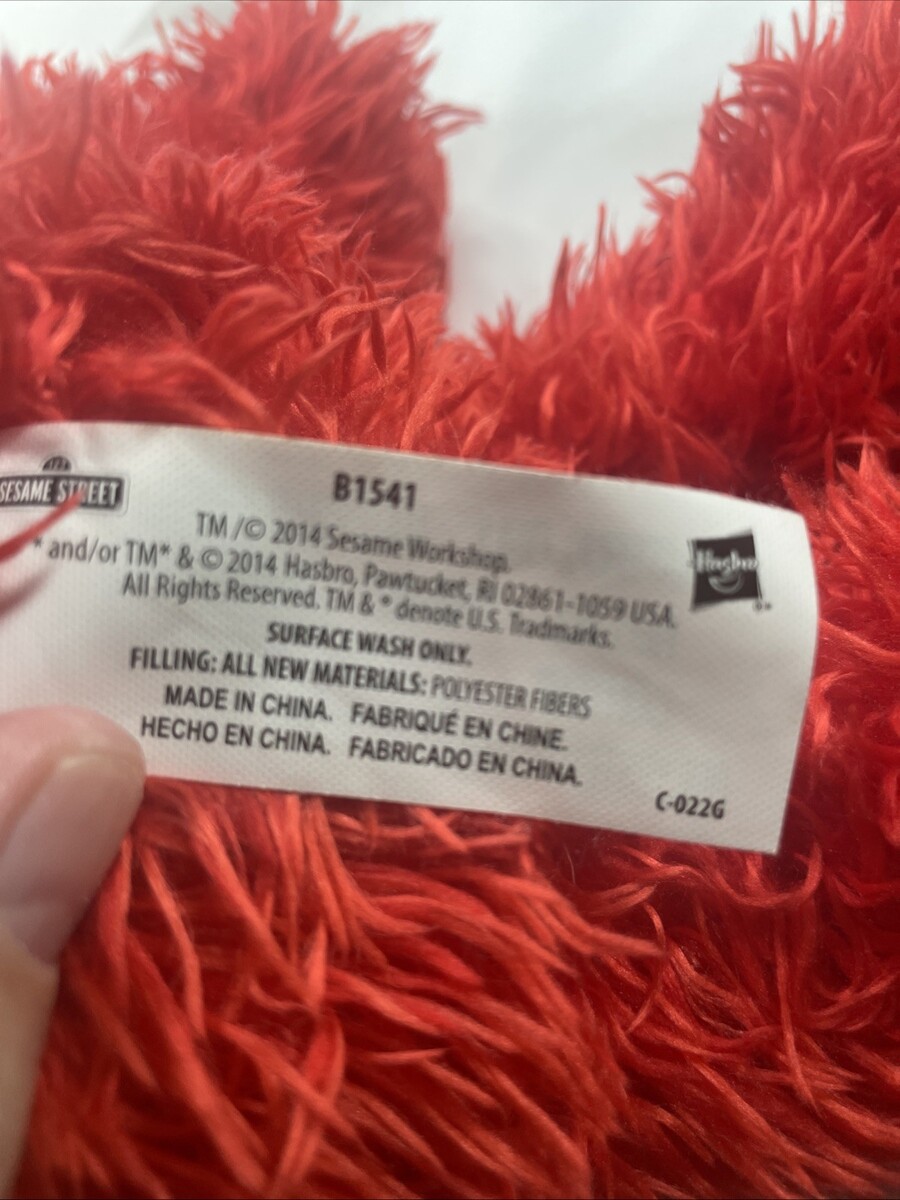 123
SESAME STREET
B1541
TM/© 2014 Sesame Workshop.
* and/or TM* & © 2014 Hasbro, Pawtucket, RI 02861-1059 USA.
All Rights Reserved. TM & * denote U.S. Tradmarks.
Hasbro
SURFACE WASH ONLY.
FILLING: ALL NEW MATERIALS: POLYESTER FIBERS
MADE IN CHINA. FABRIQUÉ EN CHINE.
HECHO EN CHINA. FABRICADO EN CHINA.
C-022G